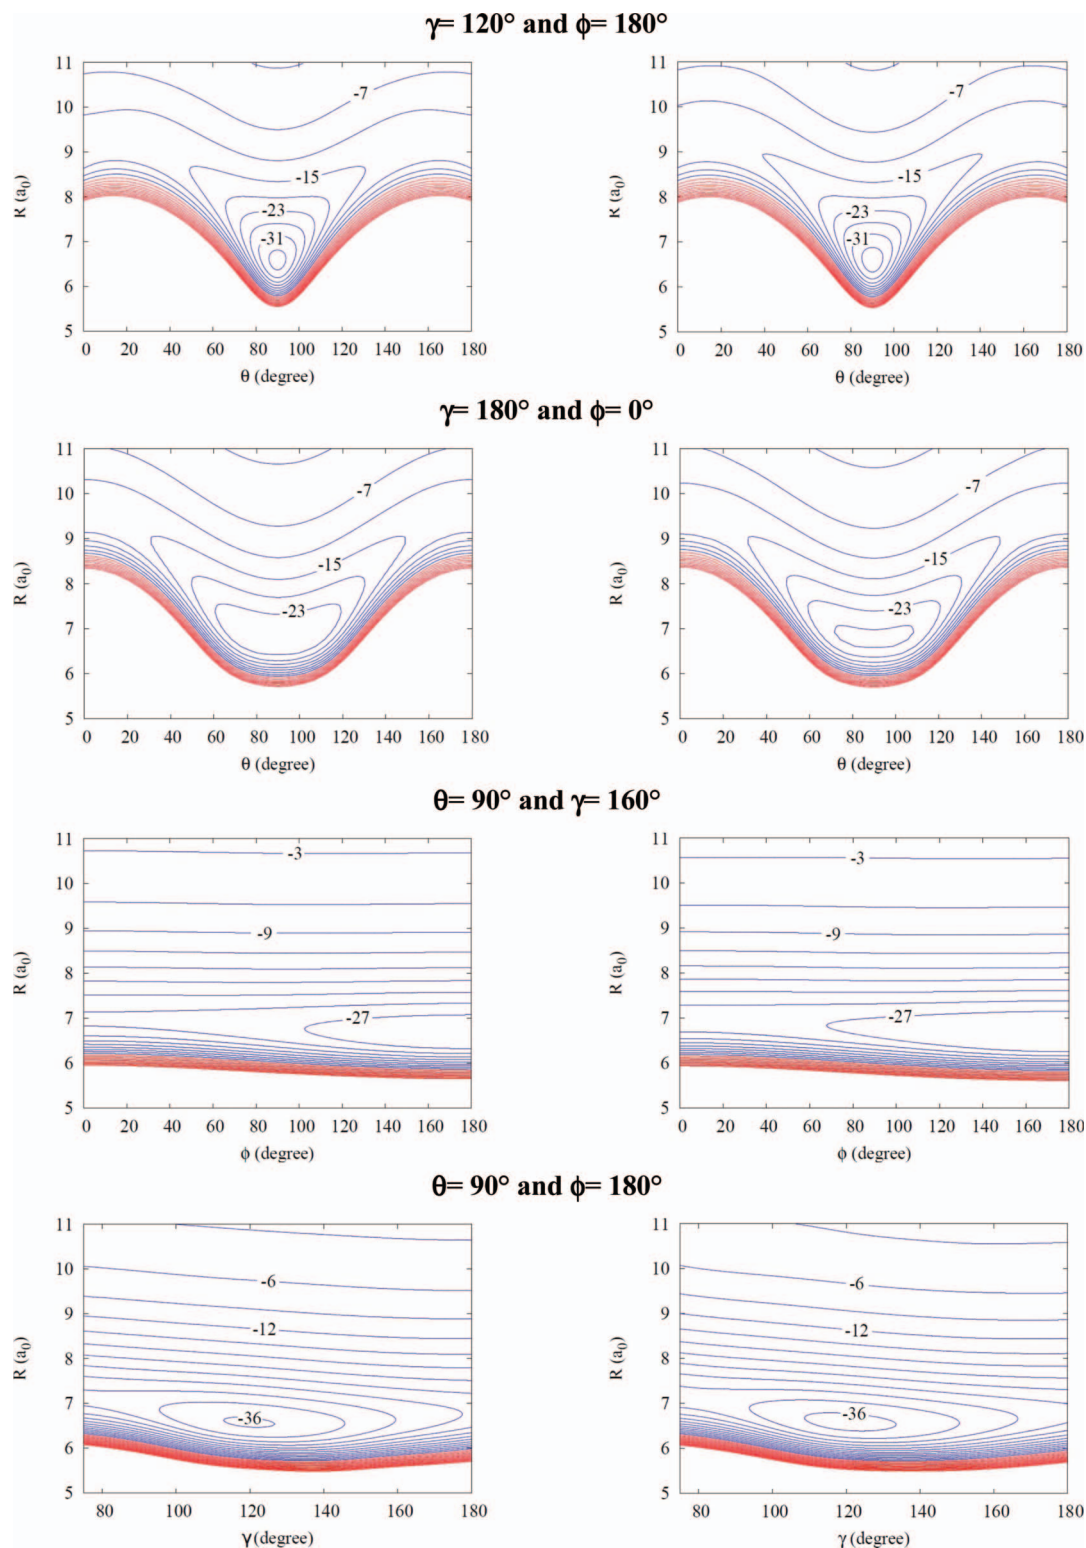 γ= 120° and ϕ= 180°
11
10
9
8
7
6
5
R (a0)
-7
-15
-23
-31
0 20 40 60 80 100 120 140 160 180
θ (degree)
11
10
9
8
7
6
5
R (a0)
-7
-15
-23
-31
0 20 40 60 80 100 120 140 160 180
θ (degree)
γ= 180° and ϕ= 0°
11
10
9
8
7
6
5
R (a0)
-7
-15
-23
0 20 40 60 80 100 120 140 160 180
θ (degree)
11
10
9
8
7
6
5
R (a0)
-7
-15
-23
0 20 40 60 80 100 120 140 160 180
θ (degree)
θ= 90° and γ= 160°
11
10
9
8
7
6
5
R (a0)
-3
-9
-27
0 20 40 60 80 100 120 140 160 180
ϕ (degree)
11
10
9
8
7
6
5
R (a0)
-3
-9
-27
0 20 40 60 80 100 120 140 160 180
ϕ (degree)
θ= 90° and ϕ= 180°
11
10
9
8
7
6
5
R (a0)
-6
-12
-36
80 100 120 140 160 180
γ (degree)
11
10
9
8
7
6
5
R (a0)
-6
-12
-36
80 100 120 140 160 180
γ (degree)